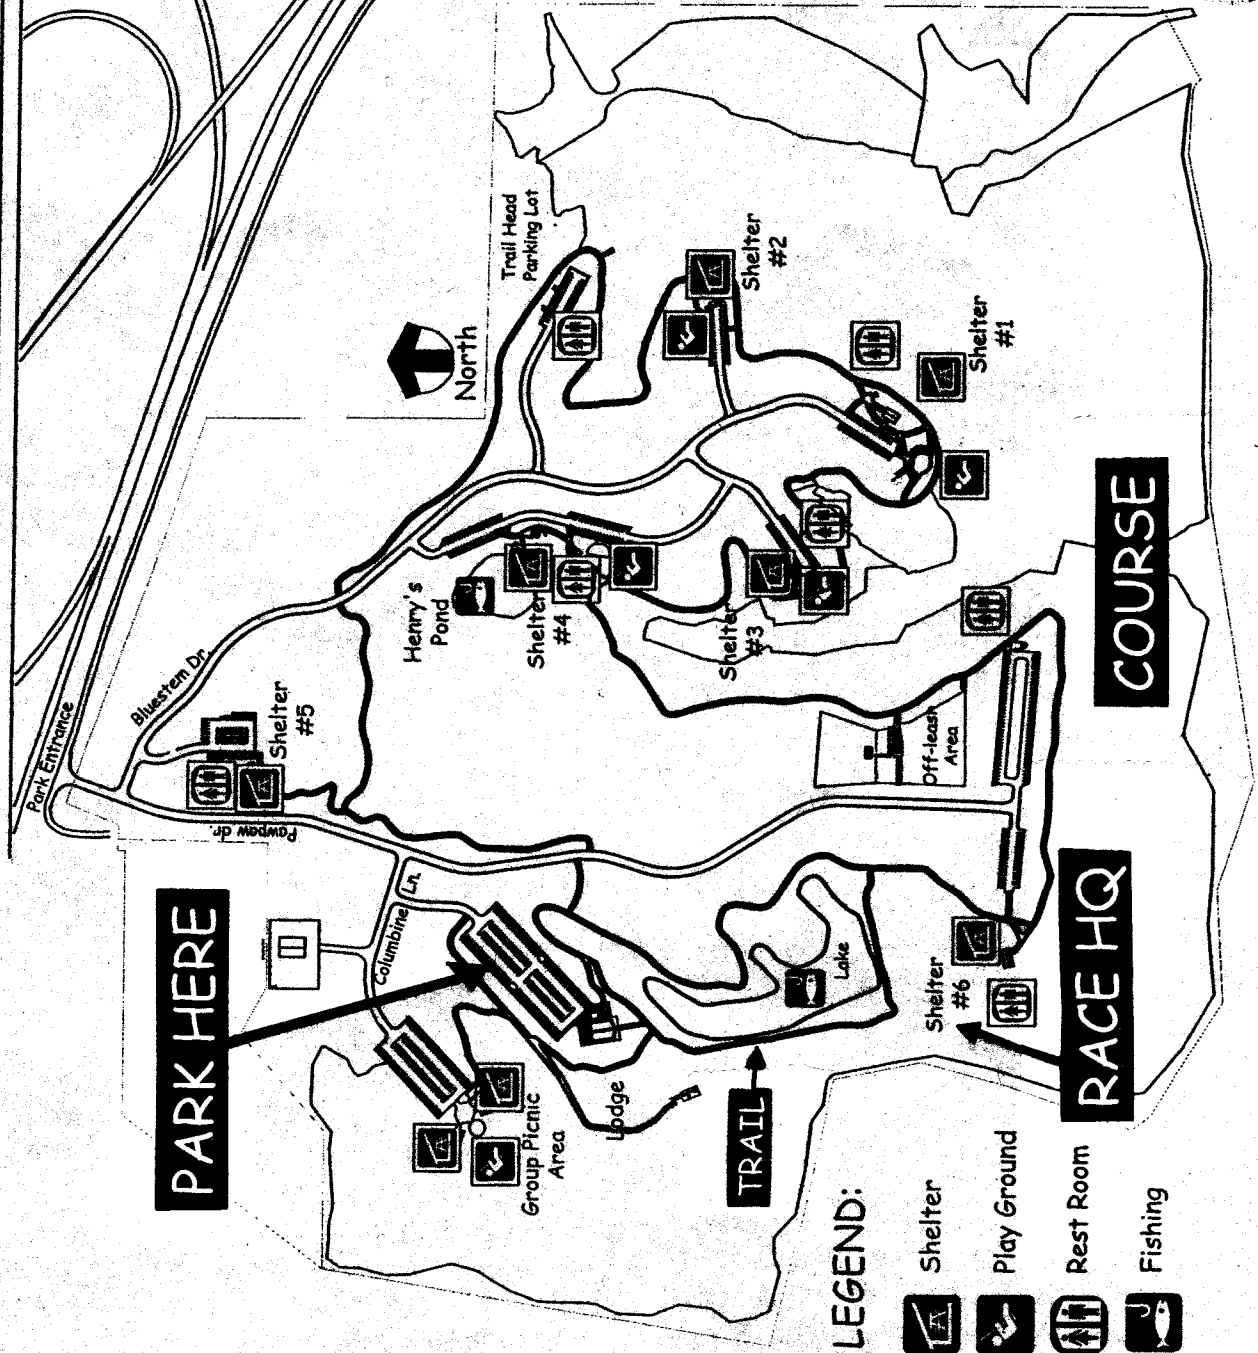 Park Entrance
Bluestem Dr.
Pawpaw dr.
Shelter
#5
Columbine Ln.
North
Trail Head
Parking Lot
Henry's
Pond
Shelter
#4
Shelter
#2
Shelter
#1
Shelter
#3
Off-leash
Area
PARK HERE
Group Picnic
Area
Lodge
Lake
TRAIL
Shelter
#6
RACE HQ
COURSE
LEGEND:
Shelter
Play Ground
Rest Room
Fishing